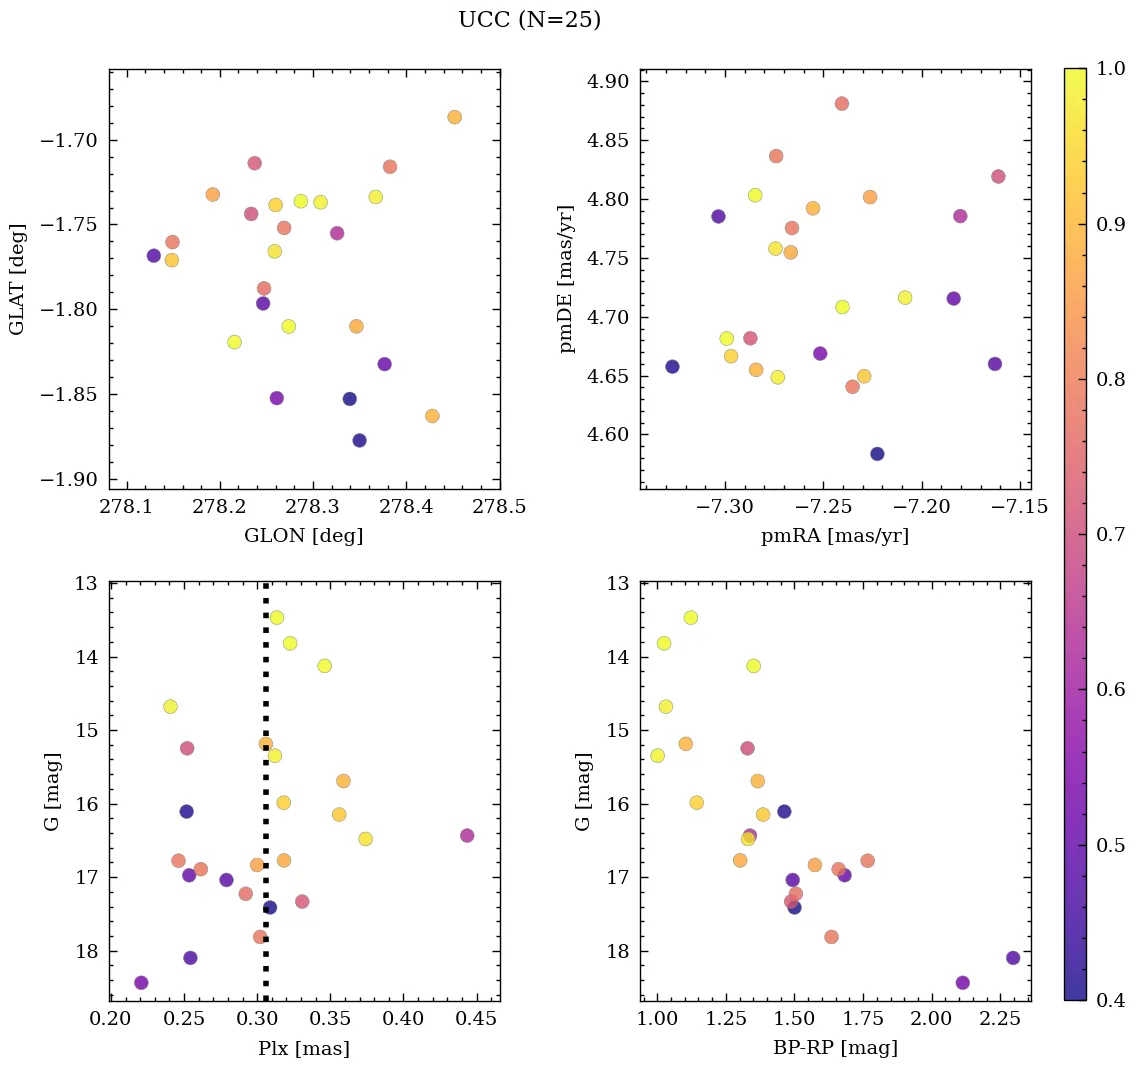 UCC (N=25)
−1.70
−1.75
−1.80
−1.85
−1.90
GLAT [deg]
278.1 278.2 278.3 278.4 278.5
GLON [deg]
4.90
4.85
4.80
4.75
4.70
4.65
4.60
pmDE [mas/yr]
−7.30 −7.25 −7.20 −7.15
pmRA [mas/yr]
13
14
15
16
17
18
G [mag]
0.20 0.25 0.30 0.35 0.40 0.45
Plx [mas]
13
14
15
16
17
18
G [mag]
1.00 1.25 1.50 1.75 2.00 2.25
BP-RP [mag]
1.0
0.9
0.8
0.7
0.6
0.5
0.4